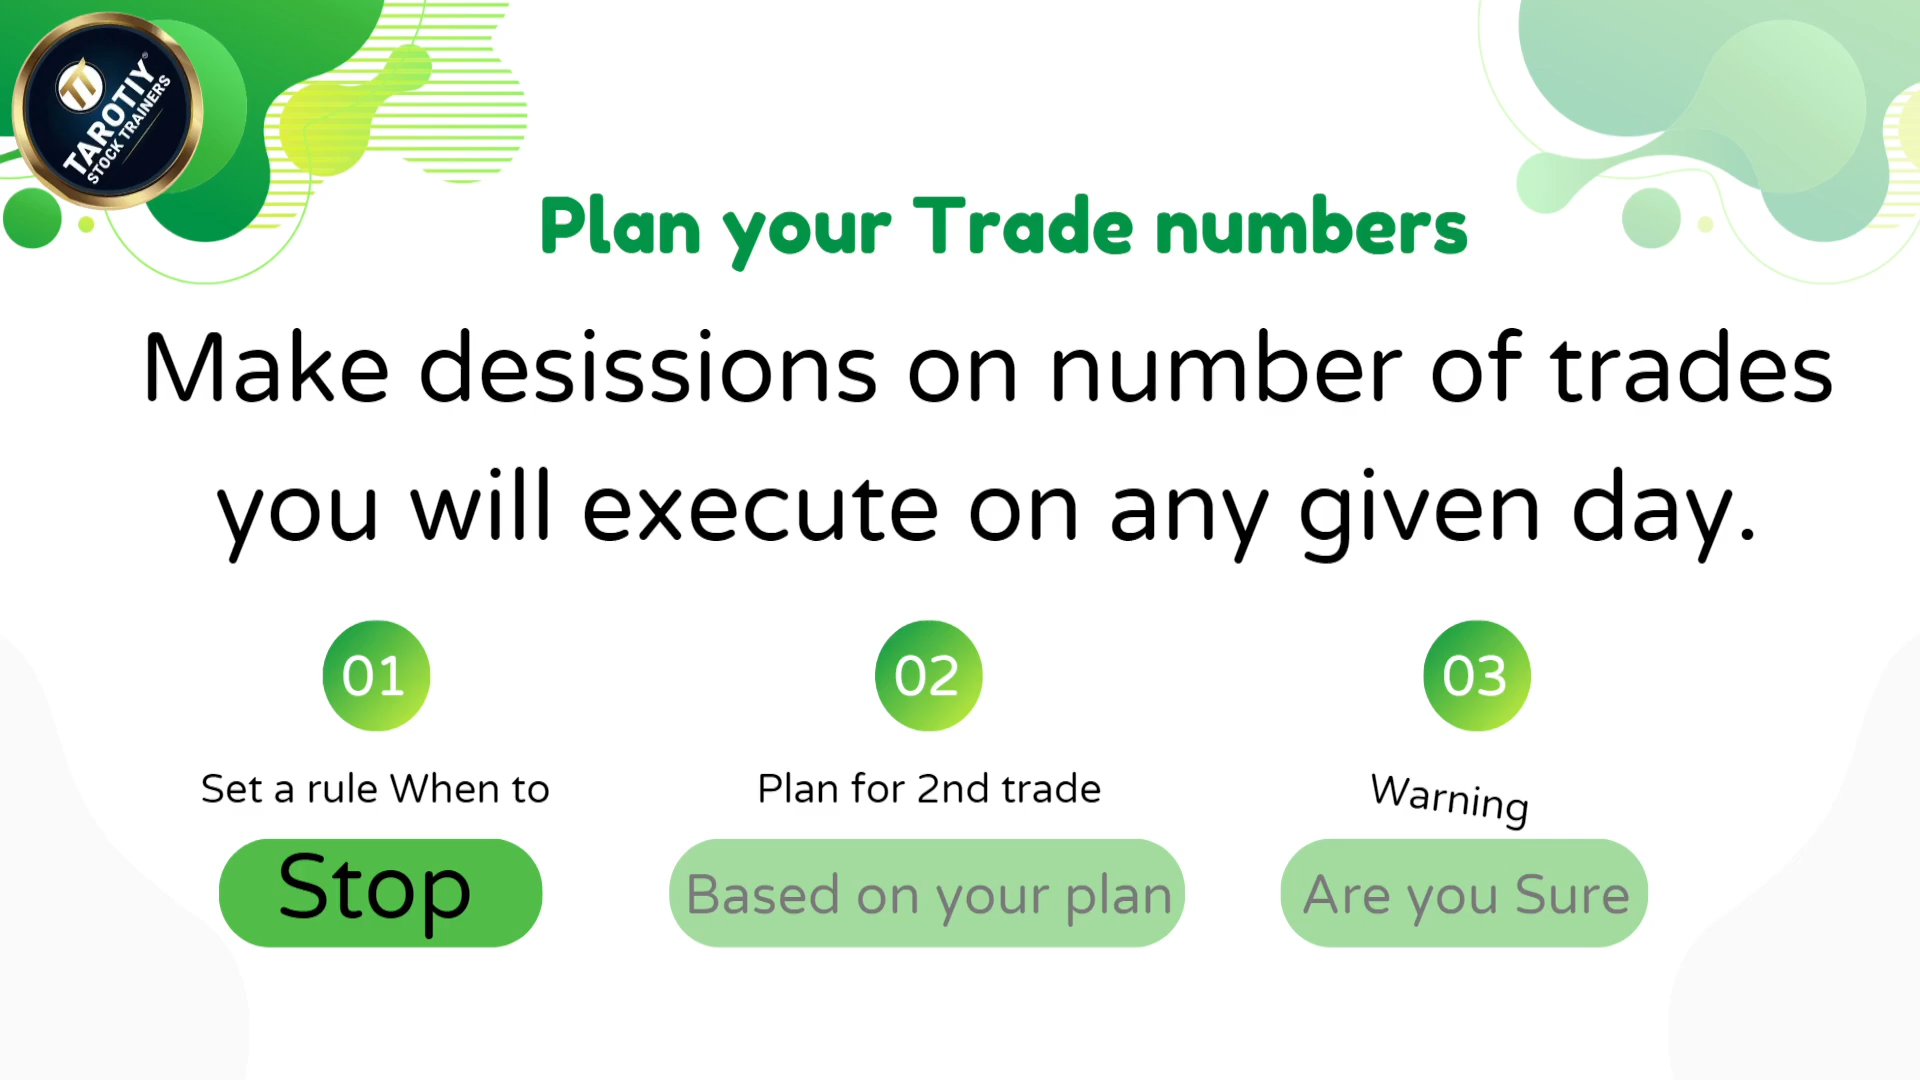 TAROTIY®
STOCK TRAINERS
Plan your Trade numbers
Make desissions on number of trades
you will execute on any given day.
01
02
03
Set a rule When to
Plan for 2nd trade
Warning
Stop
Based on your plan
Are you Sure